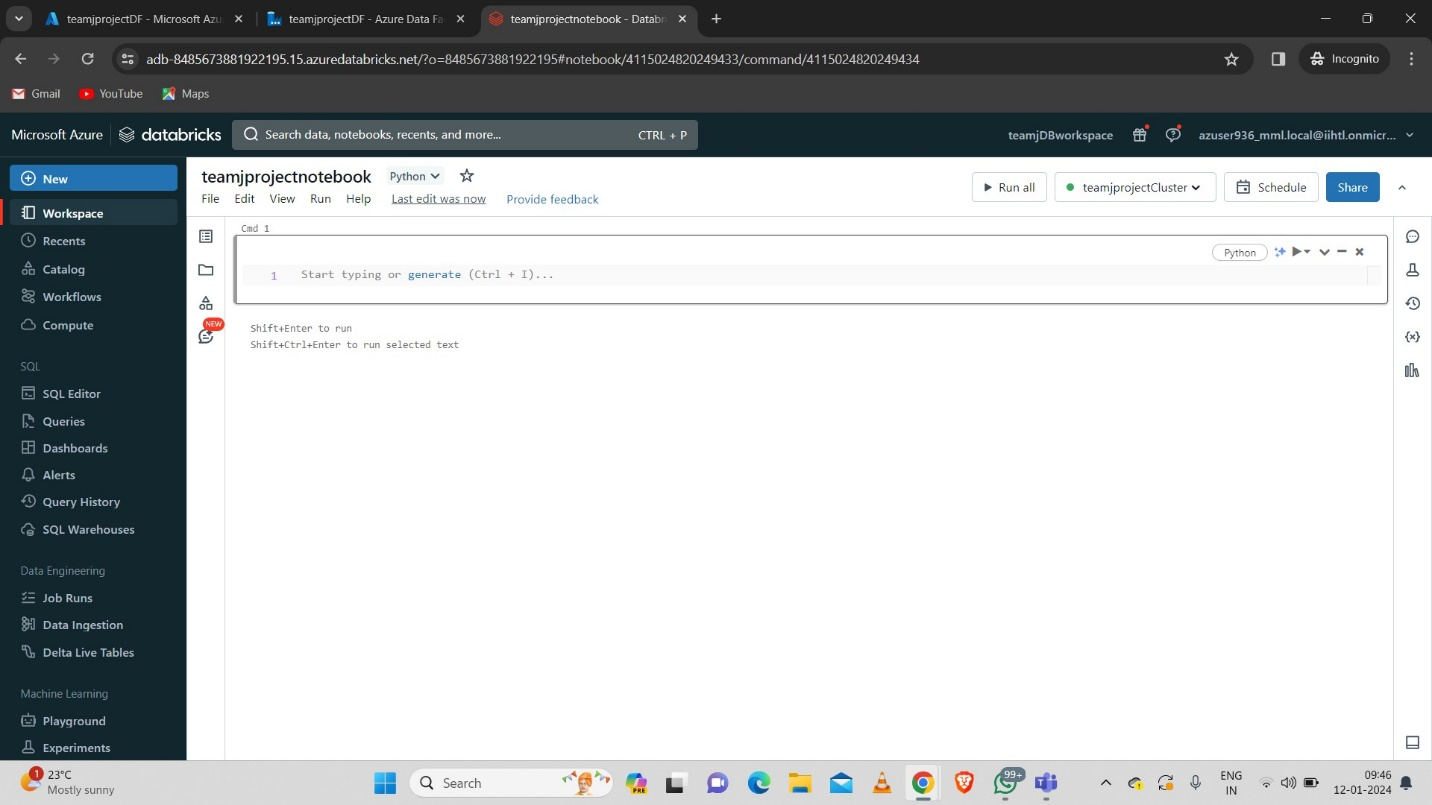 teamjprojectDF - Microsoft Azu
teamjprojectDF - Azure Data Fa
teamjprojectnotebook - Databri
adb-8485673881922195.15.azuredatabricks.net/?o=8485673881922195#notebook/4115024820249433/command/4115024820249434
Incognito
Gmail
YouTube
Maps
Microsoft Azure
databricks
Search data, notebooks, recents, and more...
CTRL + P
teamjDBworkspace
azuser936_mml.local@iihtl.onmicr...
New
Workspace
Recents
Catalog
Workflows
Compute
SQL
SQL Editor
Queries
Dashboards
Alerts
Query History
SQL Warehouses
Data Engineering
Job Runs
Data Ingestion
Delta Live Tables
Machine Learning
Playground
Experiments
teamjprojectnotebook
Python
File Edit View Run Help Last edit was now Provide feedback
Run all
teamjprojectCluster
Schedule
Share
NEW
Cmd 1
Python
1 Start typing or generate (Ctrl + I)...
Shift+Enter to run
Shift+Ctrl+Enter to run selected text
1
23°C
Mostly sunny
Search
PRE
99+
ENG
IN
09:46
12-01-2024